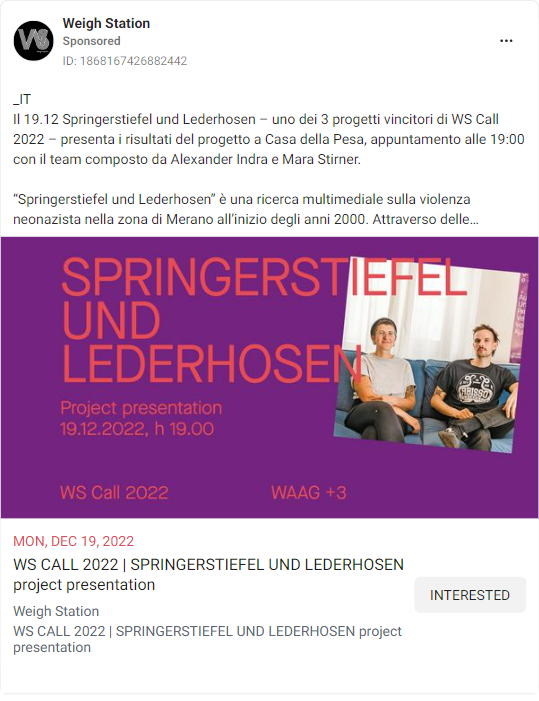 WS
Weigh Station
Sponsored
ID: 1868167426882442
_IT
Il 19.12 Springerstiefel und Lederhosen – uno dei 3 progetti vincitori di WS Call
2022 – presenta i risultati del progetto a Casa della Pesa, appuntamento alle 19:00
con il team composto da Alexander Indra e Mara Stirner.
“Springerstiefel und Lederhosen” è una ricerca multimediale sulla violenza
neonazista nella zona di Merano all’inizio degli anni 2000. Attraverso delle…
SPRINGERSTIEFEL
UND
LEDERHOSEN
Project presentation
19.12.2022, h 19.00
WS Call 2022
WAAG +3
MON, DEC 19, 2022
WS CALL 2022 | SPRINGERSTIEFEL UND LEDERHOSEN
project presentation
INTERESTED
Weigh Station
WS CALL 2022 | SPRINGERSTIEFEL UND LEDERHOSEN project
presentation